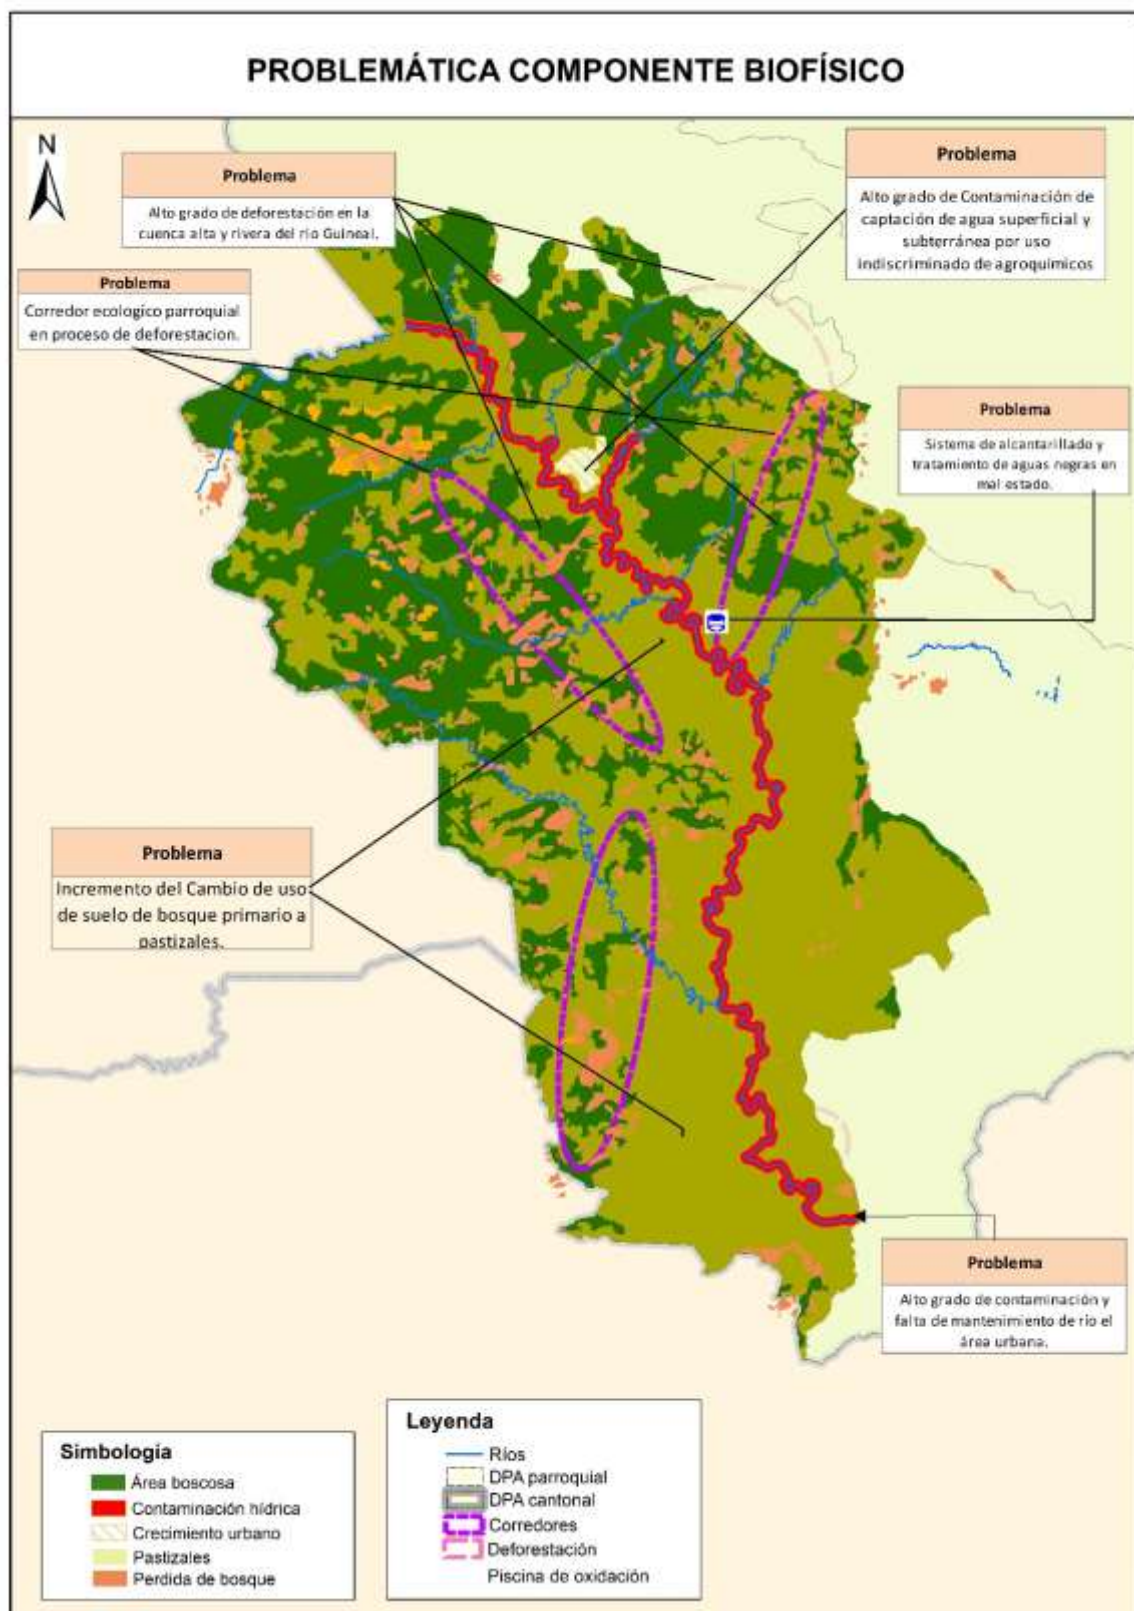 PROBLEMÁTICA COMPONENTE BIOFÍSICO
N
Problema
Alto grado de deforestación en la
cuenca alta y rivera del río Guineal.
Problema
Alto grado de Contaminación de
captación de agua superficial y
subterránea por uso
indiscriminado de agroquímicos
Problema
Corredor ecologico parroquial
en proceso de deforestacion.
Problema
Sistema de alcantarillado y
tratamiento de aguas negras en
mal estado.
Problema
Incremento del Cambio de uso
de suelo de bosque primario a
pastizales.
Problema
Alto grado de contaminación y
falta de mantenimiento de río el
área urbana.
Simbología
Área boscosa
Contaminación hídrica
Crecimiento urbano
Pastizales
Perdida de bosque
Leyenda
Ríos
DPA parroquial
DPA cantonal
Corredores
Deforestación
Piscina de oxidación